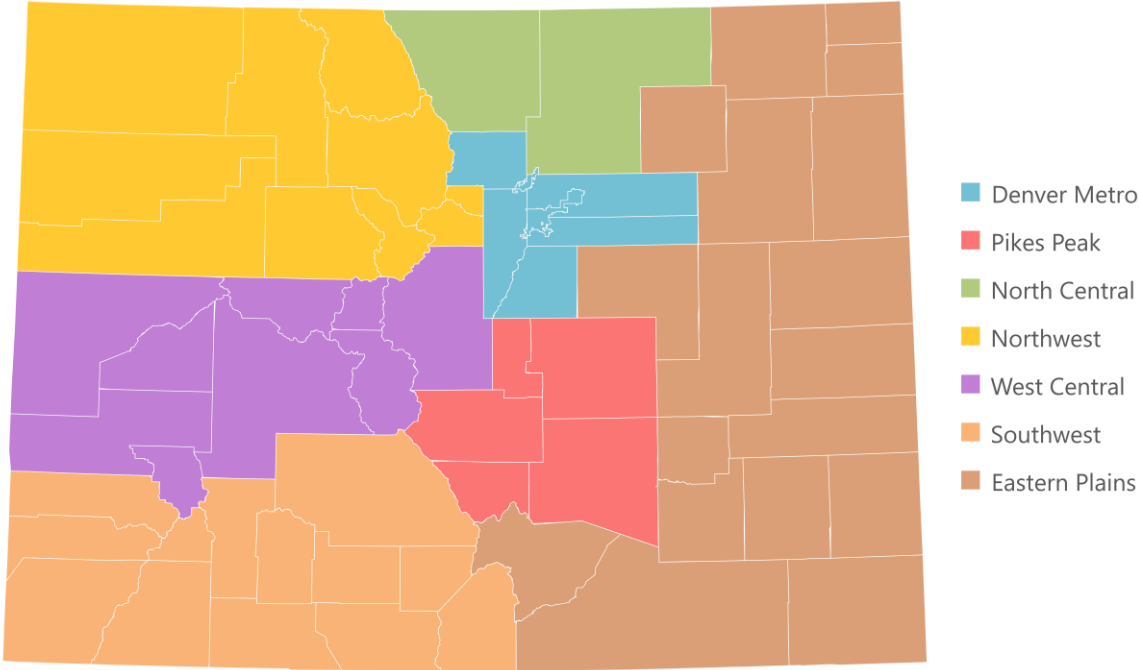 Denver Metro
Pikes Peak
North Central
Northwest
West Central
Southwest
Eastern Plains